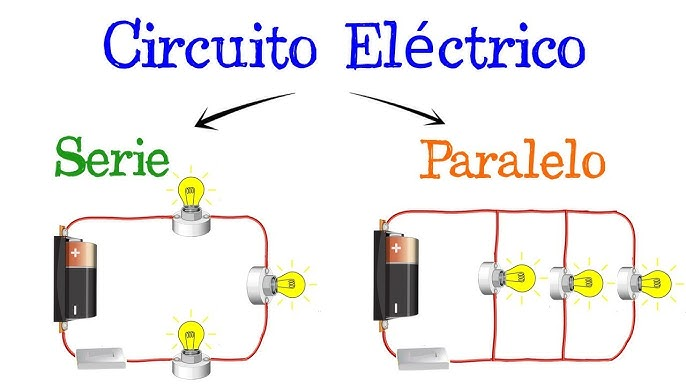 Circuito Eléctrico
Serie
Paralelo
+
-
+
-